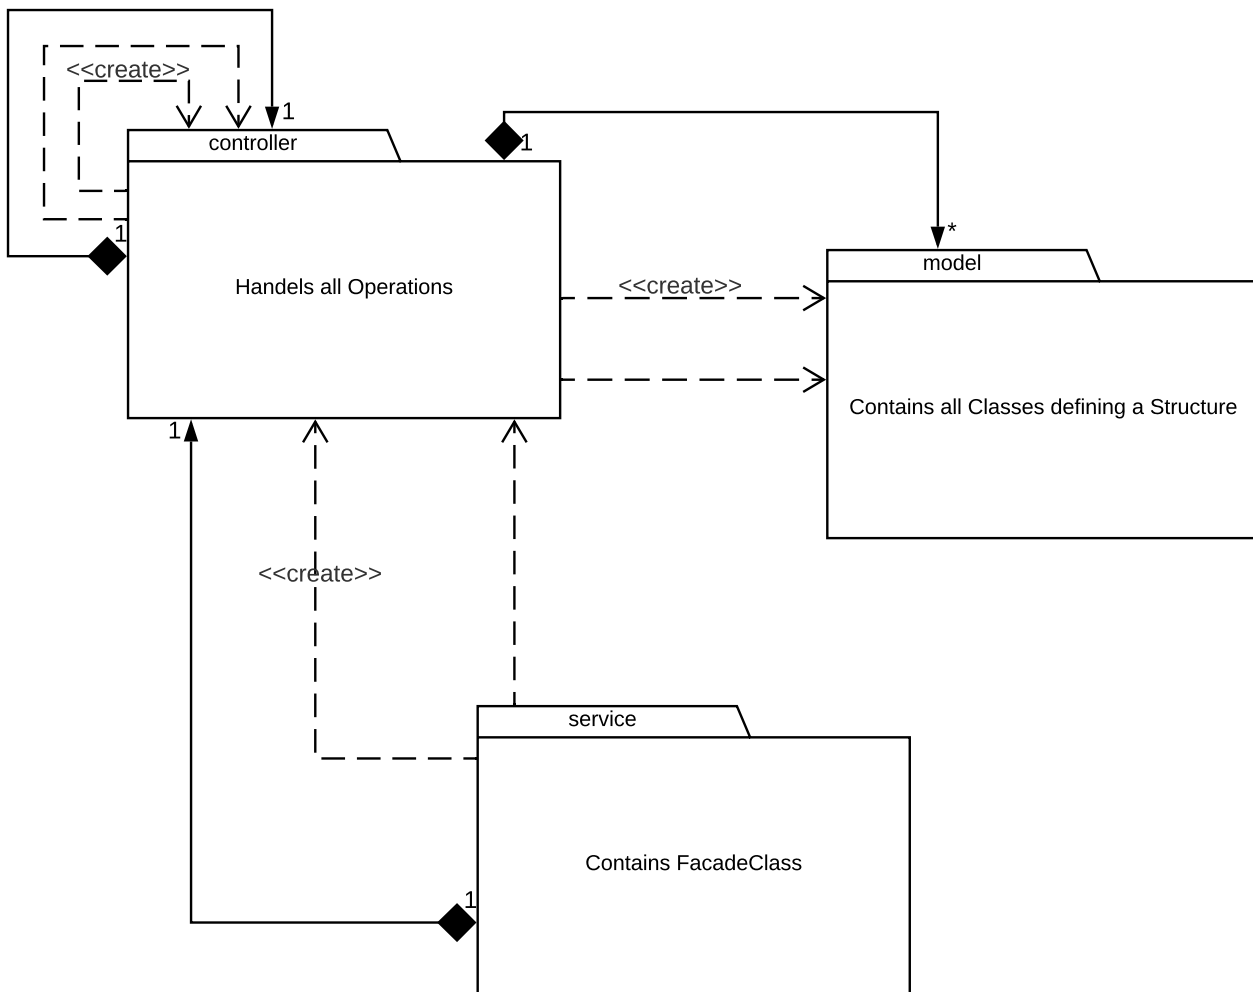 <<create>>
1
controller
1
1
*
model
Handels all Operations
<<create>>
Contains all Classes defining a Structure
1
<<create>>
service
Contains FacadeClass
1